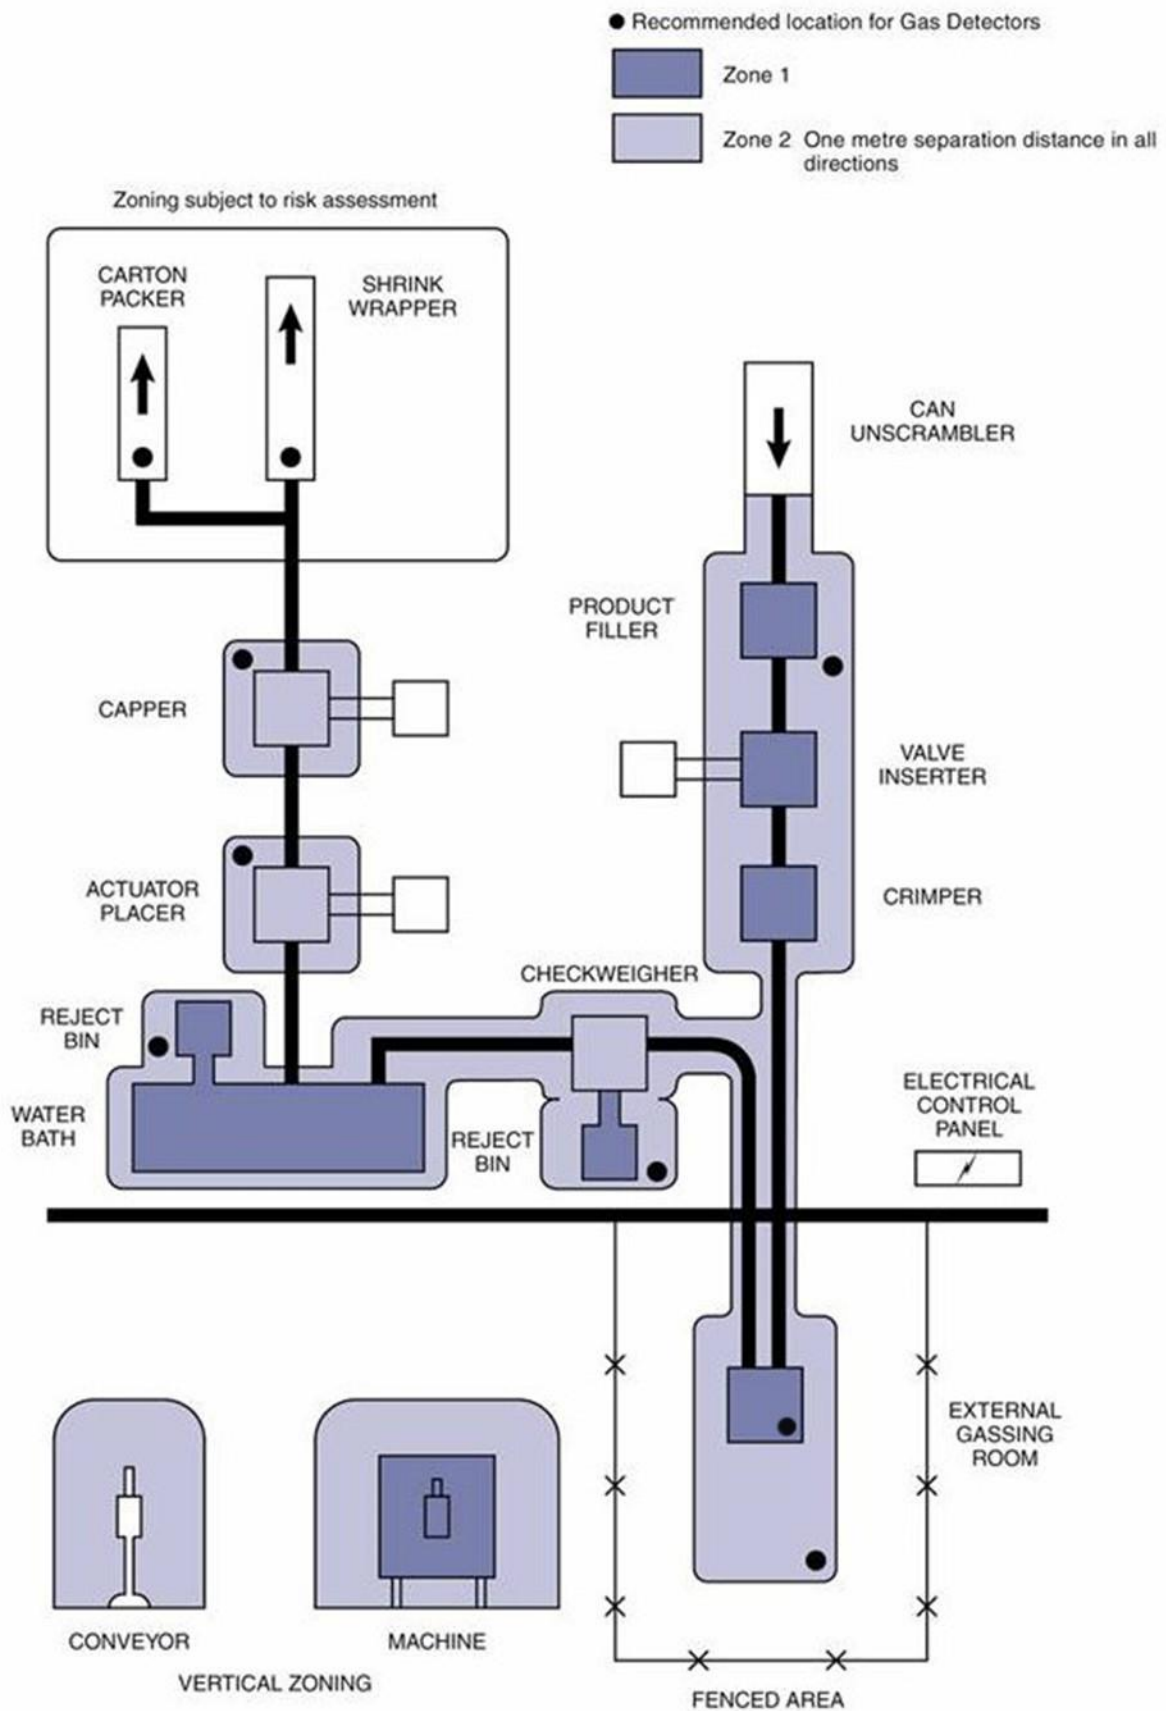 Recommended location for Gas Detectors
Zone 1
Zone 2 One metre separation distance in all
directions
Zoning subject to risk assessment
CARTON
PACKER
SHRINK
WRAPPER
CAN
UNSCRAMBLER
PRODUCT
FILLER
CAPPER
VALVE
INSERTER
ACTUATOR
PLACER
CRIMPER
CHECKWEIGHER
REJECT
BIN
WATER
BATH
REJECT
BIN
ELECTRICAL
CONTROL
PANEL
EXTERNAL
GASSING
ROOM
CONVEYOR
MACHINE
VERTICAL ZONING
FENCED AREA